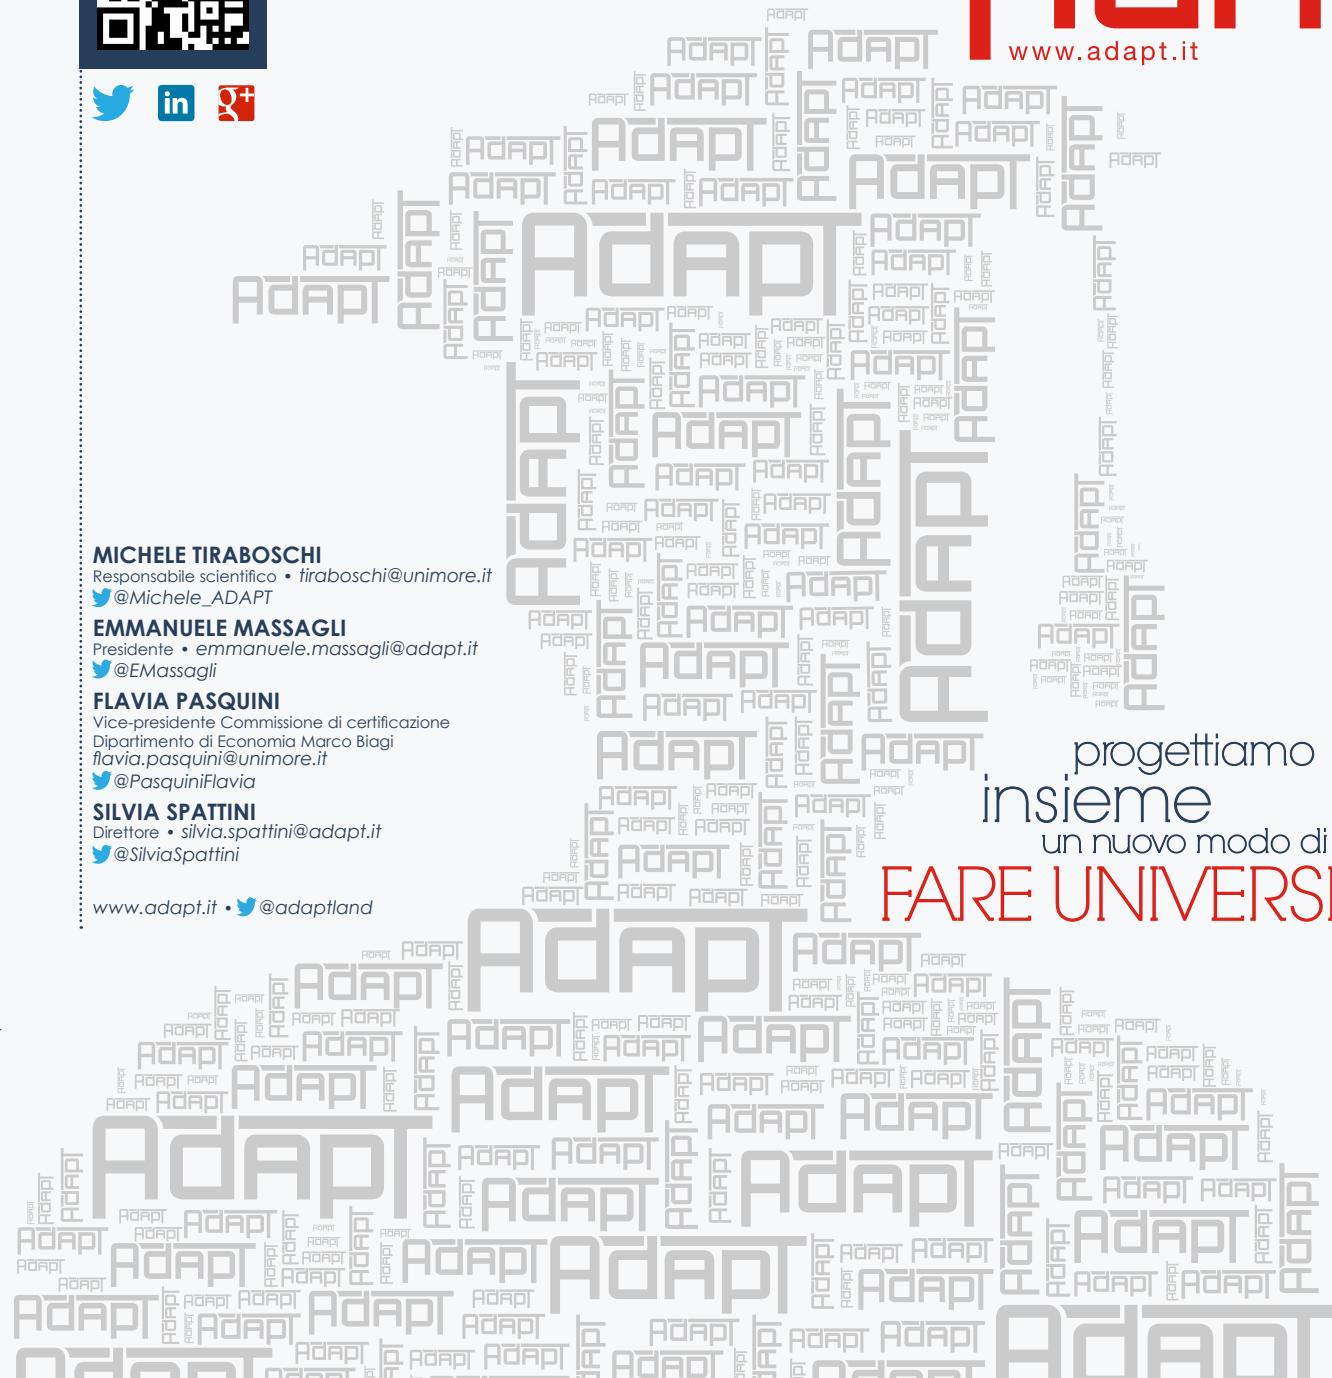 www.adapt.it
MICHELE TIRABOSCHI
Responsabile scientifico • tiraboschi@unimore.it
@Michele_ADAPT
EMMANUELE MASSAGLI
Presidente • emmanuele.massagli@adapt.it
@EMassagli
FLAVIA PASQUINI
Vice-presidente Commissione di certificazione
Dipartimento di Economia Marco Biagi
flavia.pasquini@unimore.it
@PasquiniFlavia
SILVIA SPATTINI
Direttore • silvia.spattini@adapt.it
@SilviaSpattini
www.adapt.it • @adaptland
progettiamo
insieme
un nuovo modo di
FARE UNIVERSI
Adapt